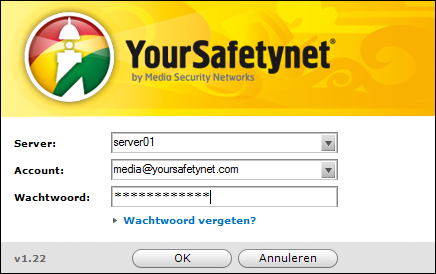 YourSafetynet®
by Media Security Networks
Server: server01
Account: media@yoursafetynet.com
Wachtwoord: ************
Wachtwoord vergeten?
v1.22 OK Annuleren